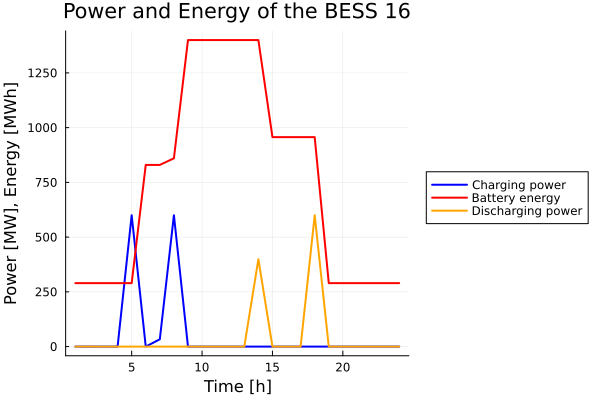 Power and Energy of the BESS 16
Power [MW], Energy [MWh]
1250
1000
750
500
250
0
5
10
15
20
Time [h]
Charging power
Battery energy
Discharging power